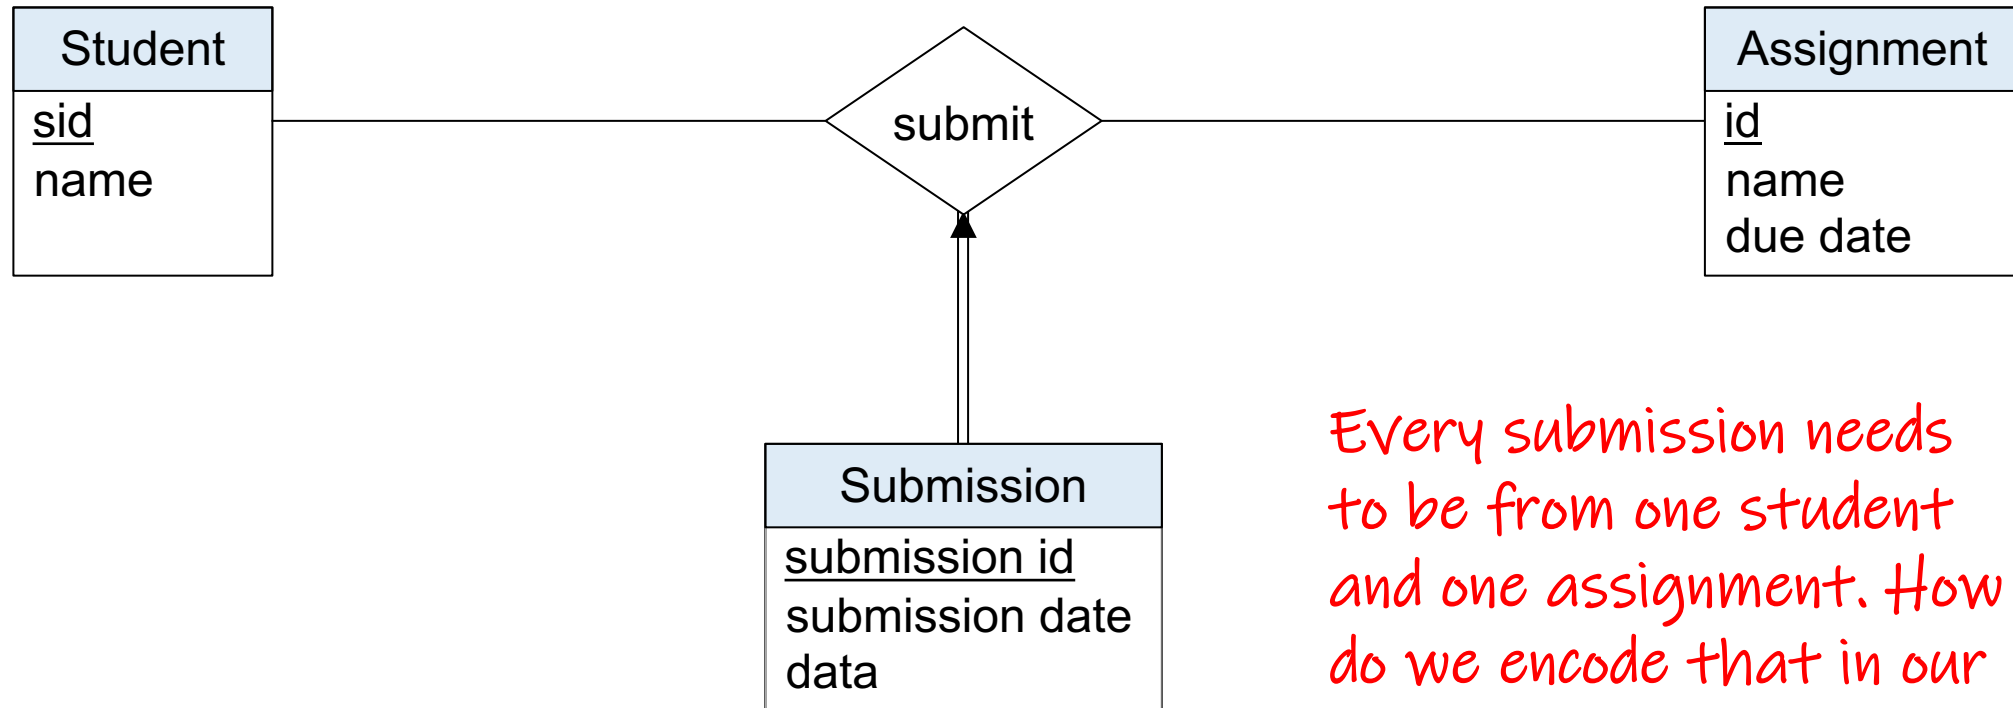 Student
sid
name
submit
Assignment
id
name
due date
Submission
submission id
submission date
data
Every submission needs
to be from one student
and one assignment. How
do we encode that in our